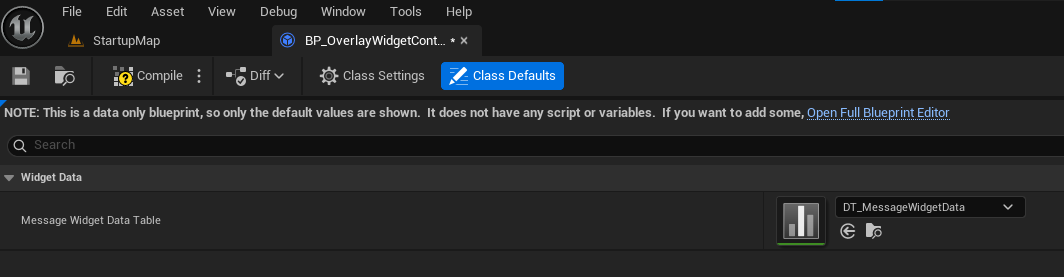 File Edit Asset View Debug Window Tools Help
StartupMap BP_OverlayWidgetCont... *
Compile Diff Class Settings Class Defaults
NOTE: This is a data only blueprint, so only the default values are shown. It does not have any script or variables. If you want to add some, Open Full Blueprint Editor
Search
Widget Data
Message Widget Data Table DT_MessageWidgetData